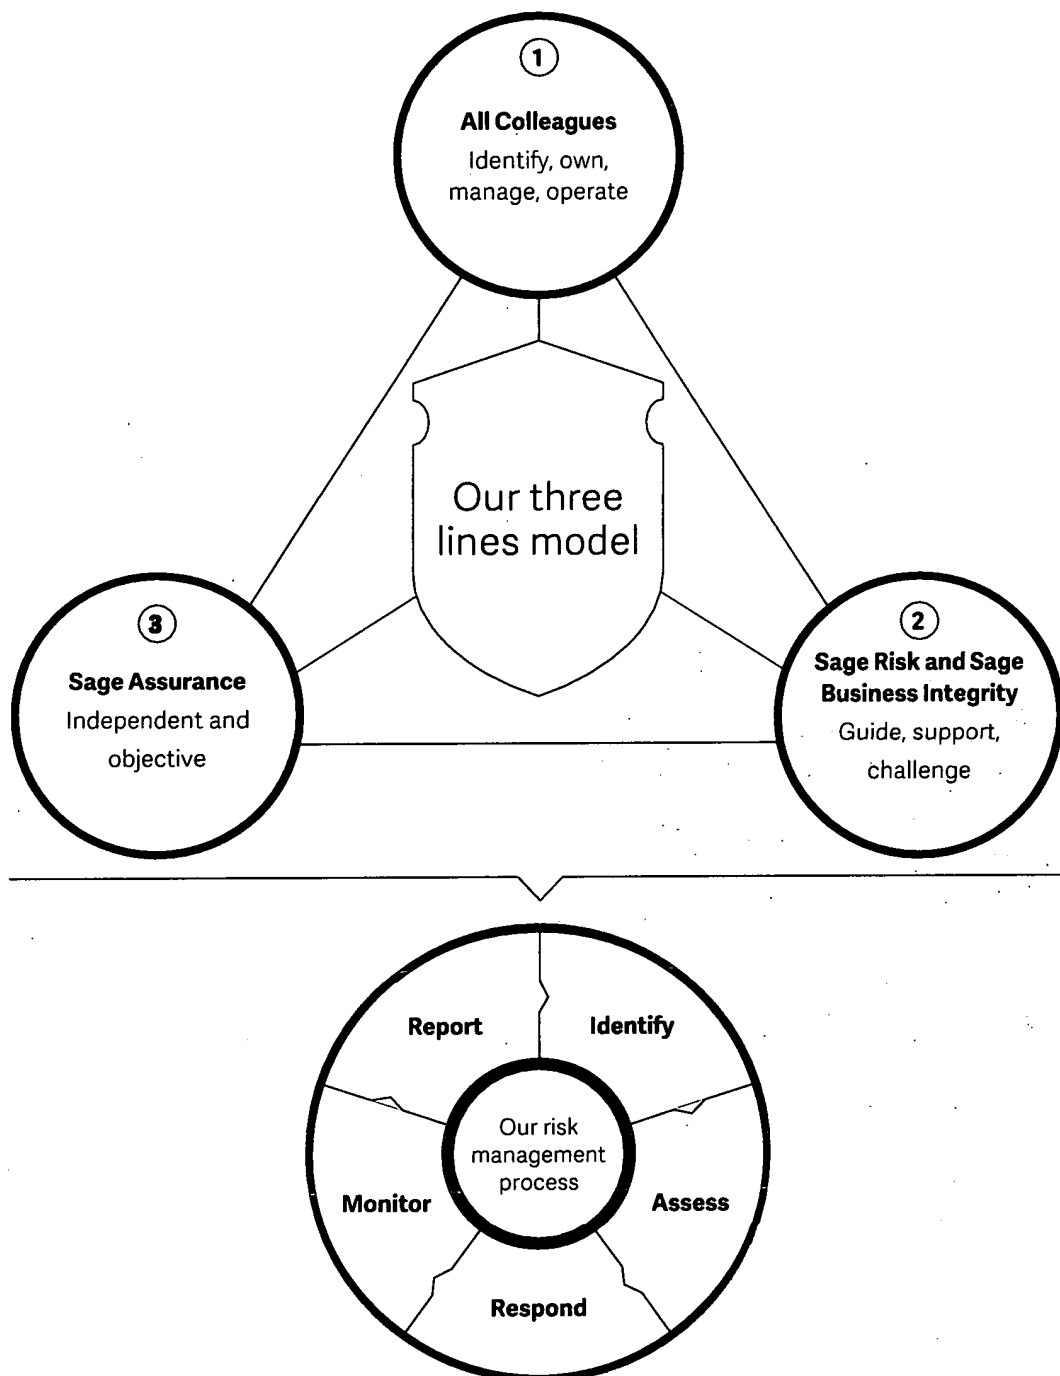 1
All Colleagues
Identify, own,
manage, operate
Our three
lines model
3
Sage Assurance
Independent and
objective
2
Sage Risk and Sage
Business Integrity
Guide, support,
challenge
Report
Identify
Our risk
management
process
Monitor
Assess
Respond